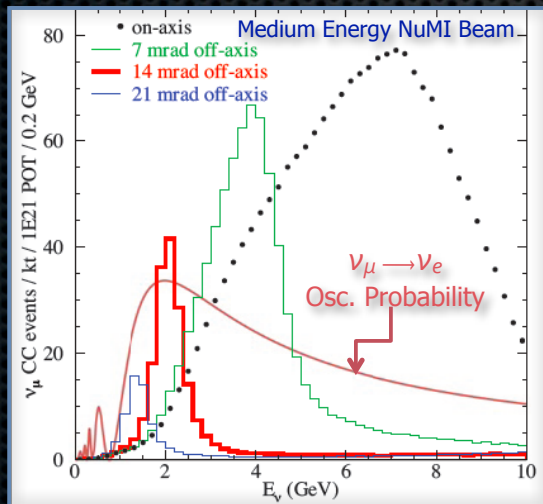 Medium Energy NuMI Beam
on-axis
7 mrad off-axis
14 mrad off-axis
21 mrad off-axis
νμ CC events / kt / 1E21 POT / 0.2 GeV
80
60
40
20
0
νμ → νe
Osc. Probability
0 2 4 6 8 10
Eν (GeV)